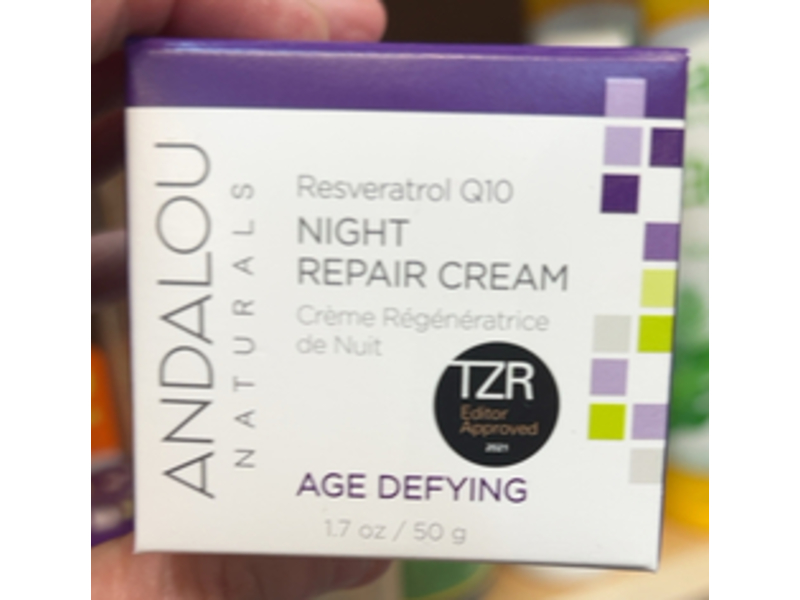 ANDALOU
NATURALS
Resveratrol Q10
NIGHT
REPAIR CREAM
Crème Régénératrice
de Nuit
TZR
Editor
Approved
2021
AGE DEFYING
1.7 oz / 50 g